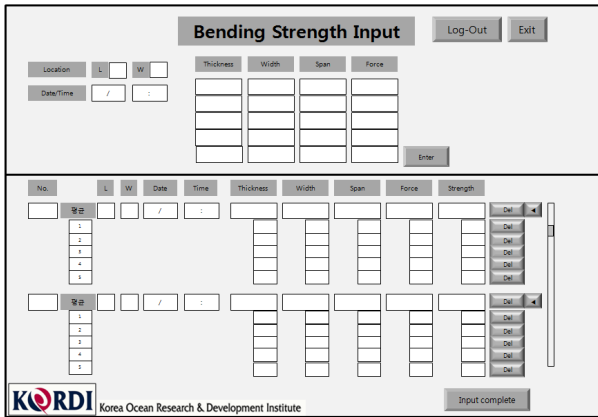 Bending Strength Input Log-Out Exit
Location L W Thickness Width Span Force
Date/Time / :
Enter
No. L W Date Time Thickness Width Span Force Strength
평균 / : Del ◄
1 Del
2 Del
3 Del
4 Del
5 Del
평균 / : Del ◄
1 Del
2 Del
3 Del
4 Del
5 Del
KORDI Korea Ocean Research & Development Institute Input complete